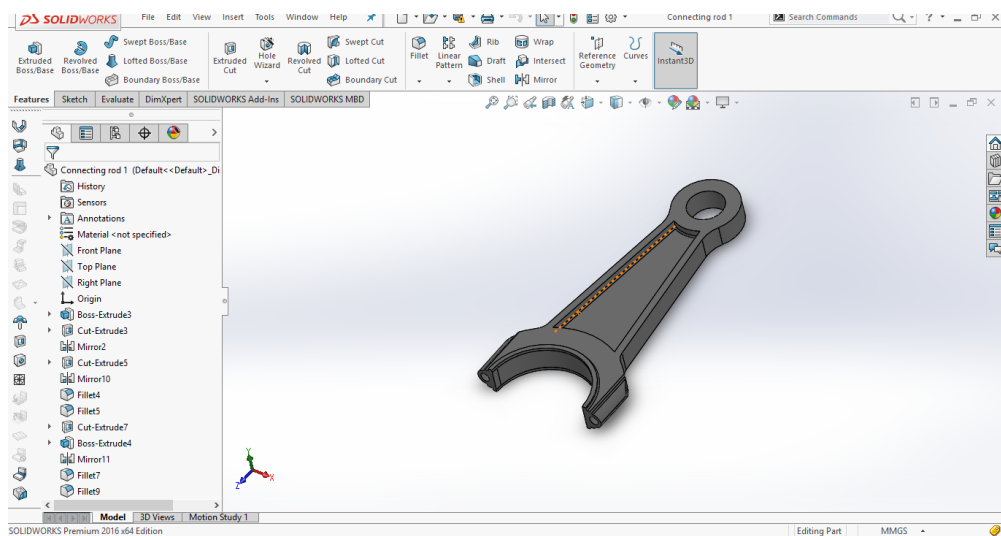 SOLIDWORKS File Edit View Insert Tools Window Help Connecting rod 1 Search Commands
Extruded Boss/Base
Revolved Boss/Base
Swept Boss/Base
Lofted Boss/Base
Boundary Boss/Base
Extruded Cut
Hole Wizard
Revolved Cut
Swept Cut
Lofted Cut
Boundary Cut
Fillet
Linear Pattern
Rib
Draft
Shell
Wrap
Intersect
Mirror
Reference Geometry
Curves
Instant3D
Features Sketch Evaluate DimXpert SOLIDWORKS Add-Ins SOLIDWORKS MBD
Connecting rod 1 (Default<<Default>_Di
History
Sensors
Annotations
Material <not specified>
Front Plane
Top Plane
Right Plane
Origin
Boss-Extrude3
Cut-Extrude3
Mirror2
Cut-Extrude5
Mirror10
Fillet4
Fillet5
Cut-Extrude7
Boss-Extrude4
Mirror11
Fillet7
Fillet9
Y
X
Z
Model 3D Views Motion Study 1
SOLIDWORKS Premium 2016 x64 Edition Editing Part MMGS